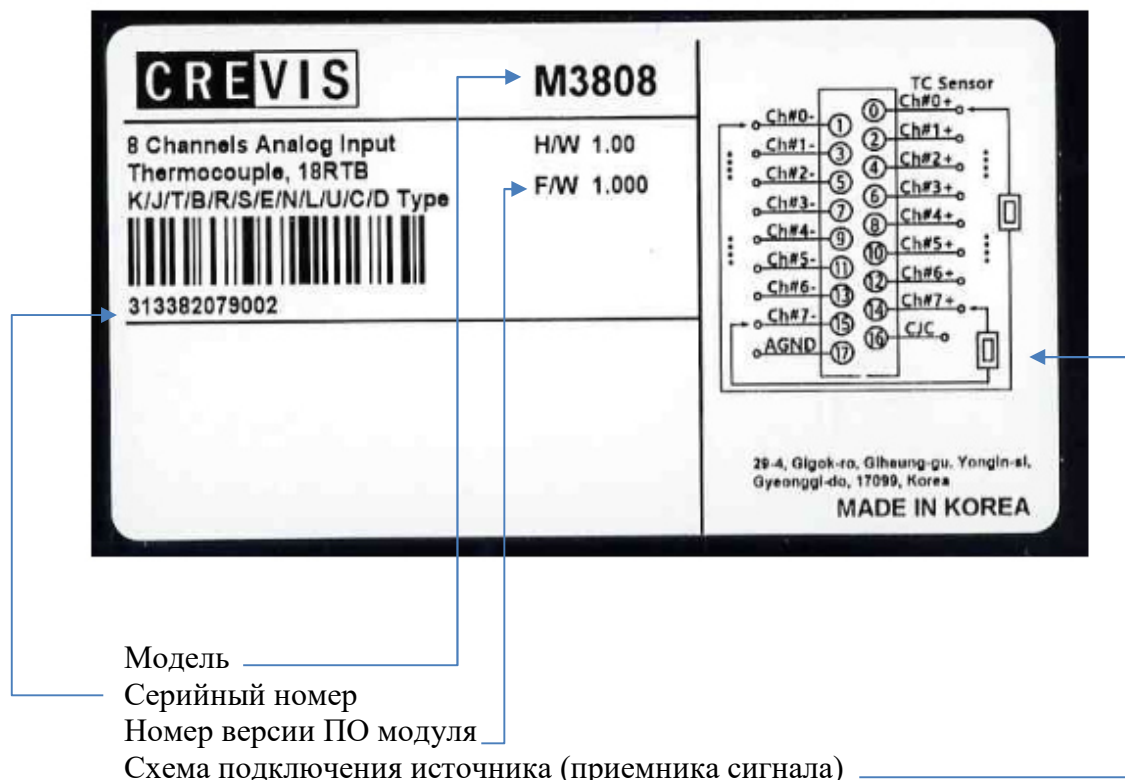 CREVIS
M3808
8 Channels Analog Input
Thermocouple, 18RTB
K/J/T/B/R/S/E/N/L/U/C/D Type
H/W 1.00
F/W 1.000
313382079002
TC Sensor
Ch#0- 1 0 Ch#0+
Ch#1- 3 2 Ch#1+
Ch#2- 5 4 Ch#2+
Ch#3- 7 6 Ch#3+
Ch#4- 9 8 Ch#4+
Ch#5- 11 10 Ch#5+
Ch#6- 13 12 Ch#6+
Ch#7- 15 14 Ch#7+
AGND 17 16 CJC
29-4, Gigok-ro, Giheung-gu, Yongin-si,
Gyeonggi-do, 17099, Korea
MADE IN KOREA
Модель
Серийный номер
Номер версии ПО модуля
Схема подключения источника (приемника сигнала)